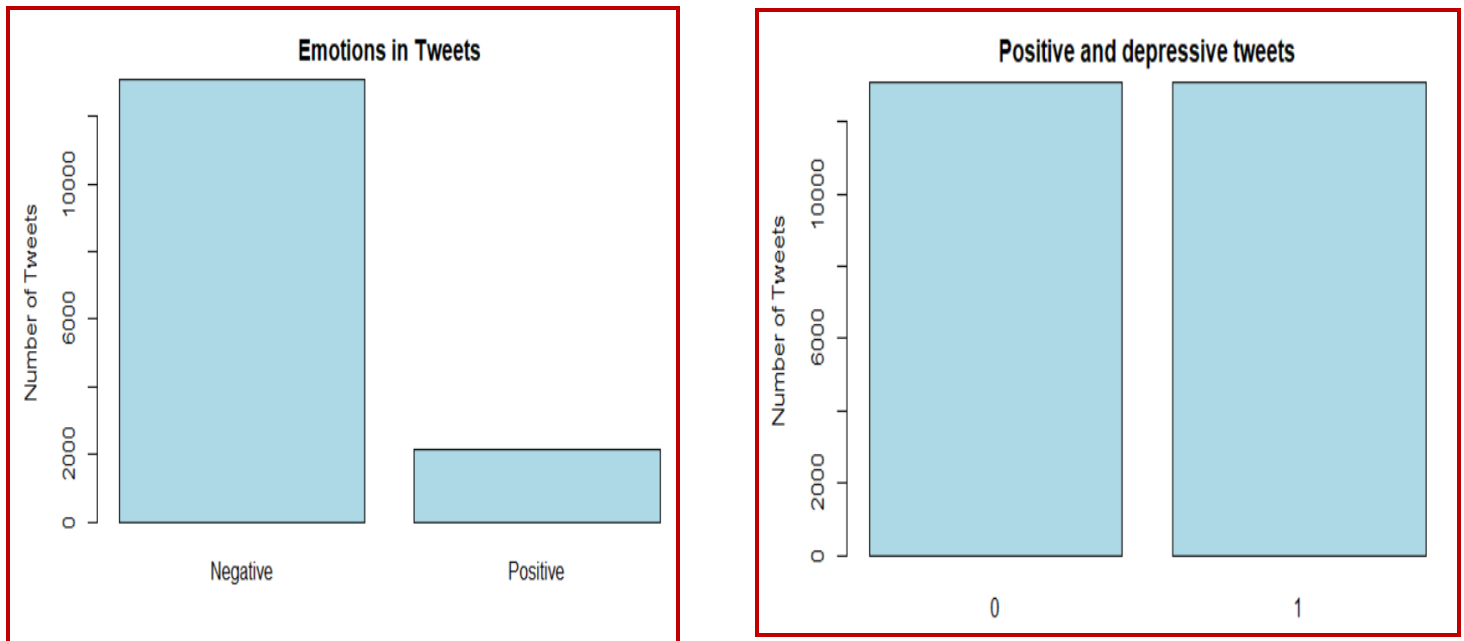 Emotions in Tweets
Number of Tweets
10000
6000
2000
0
Negative Positive
Positive and depressive tweets
Number of Tweets
10000
6000
2000
0
0 1